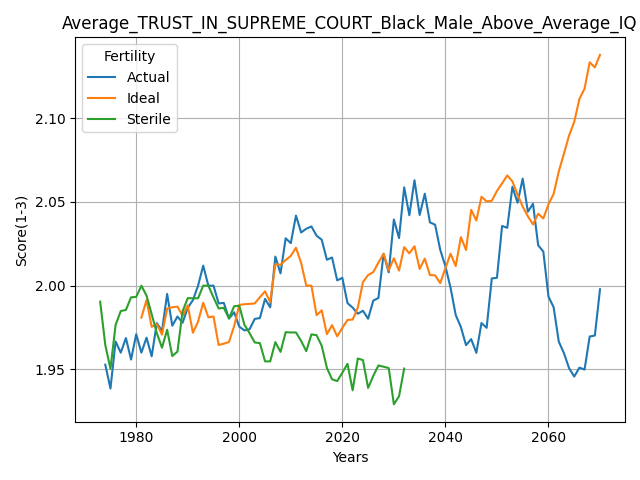 Average_TRUST_IN_SUPREME_COURT_Black_Male_Above_Average_IQ
Fertility
Actual
Ideal
Sterile
2.10
2.05
2.00
1.95
Score(1-3)
1980
2000
2020
2040
2060
Years